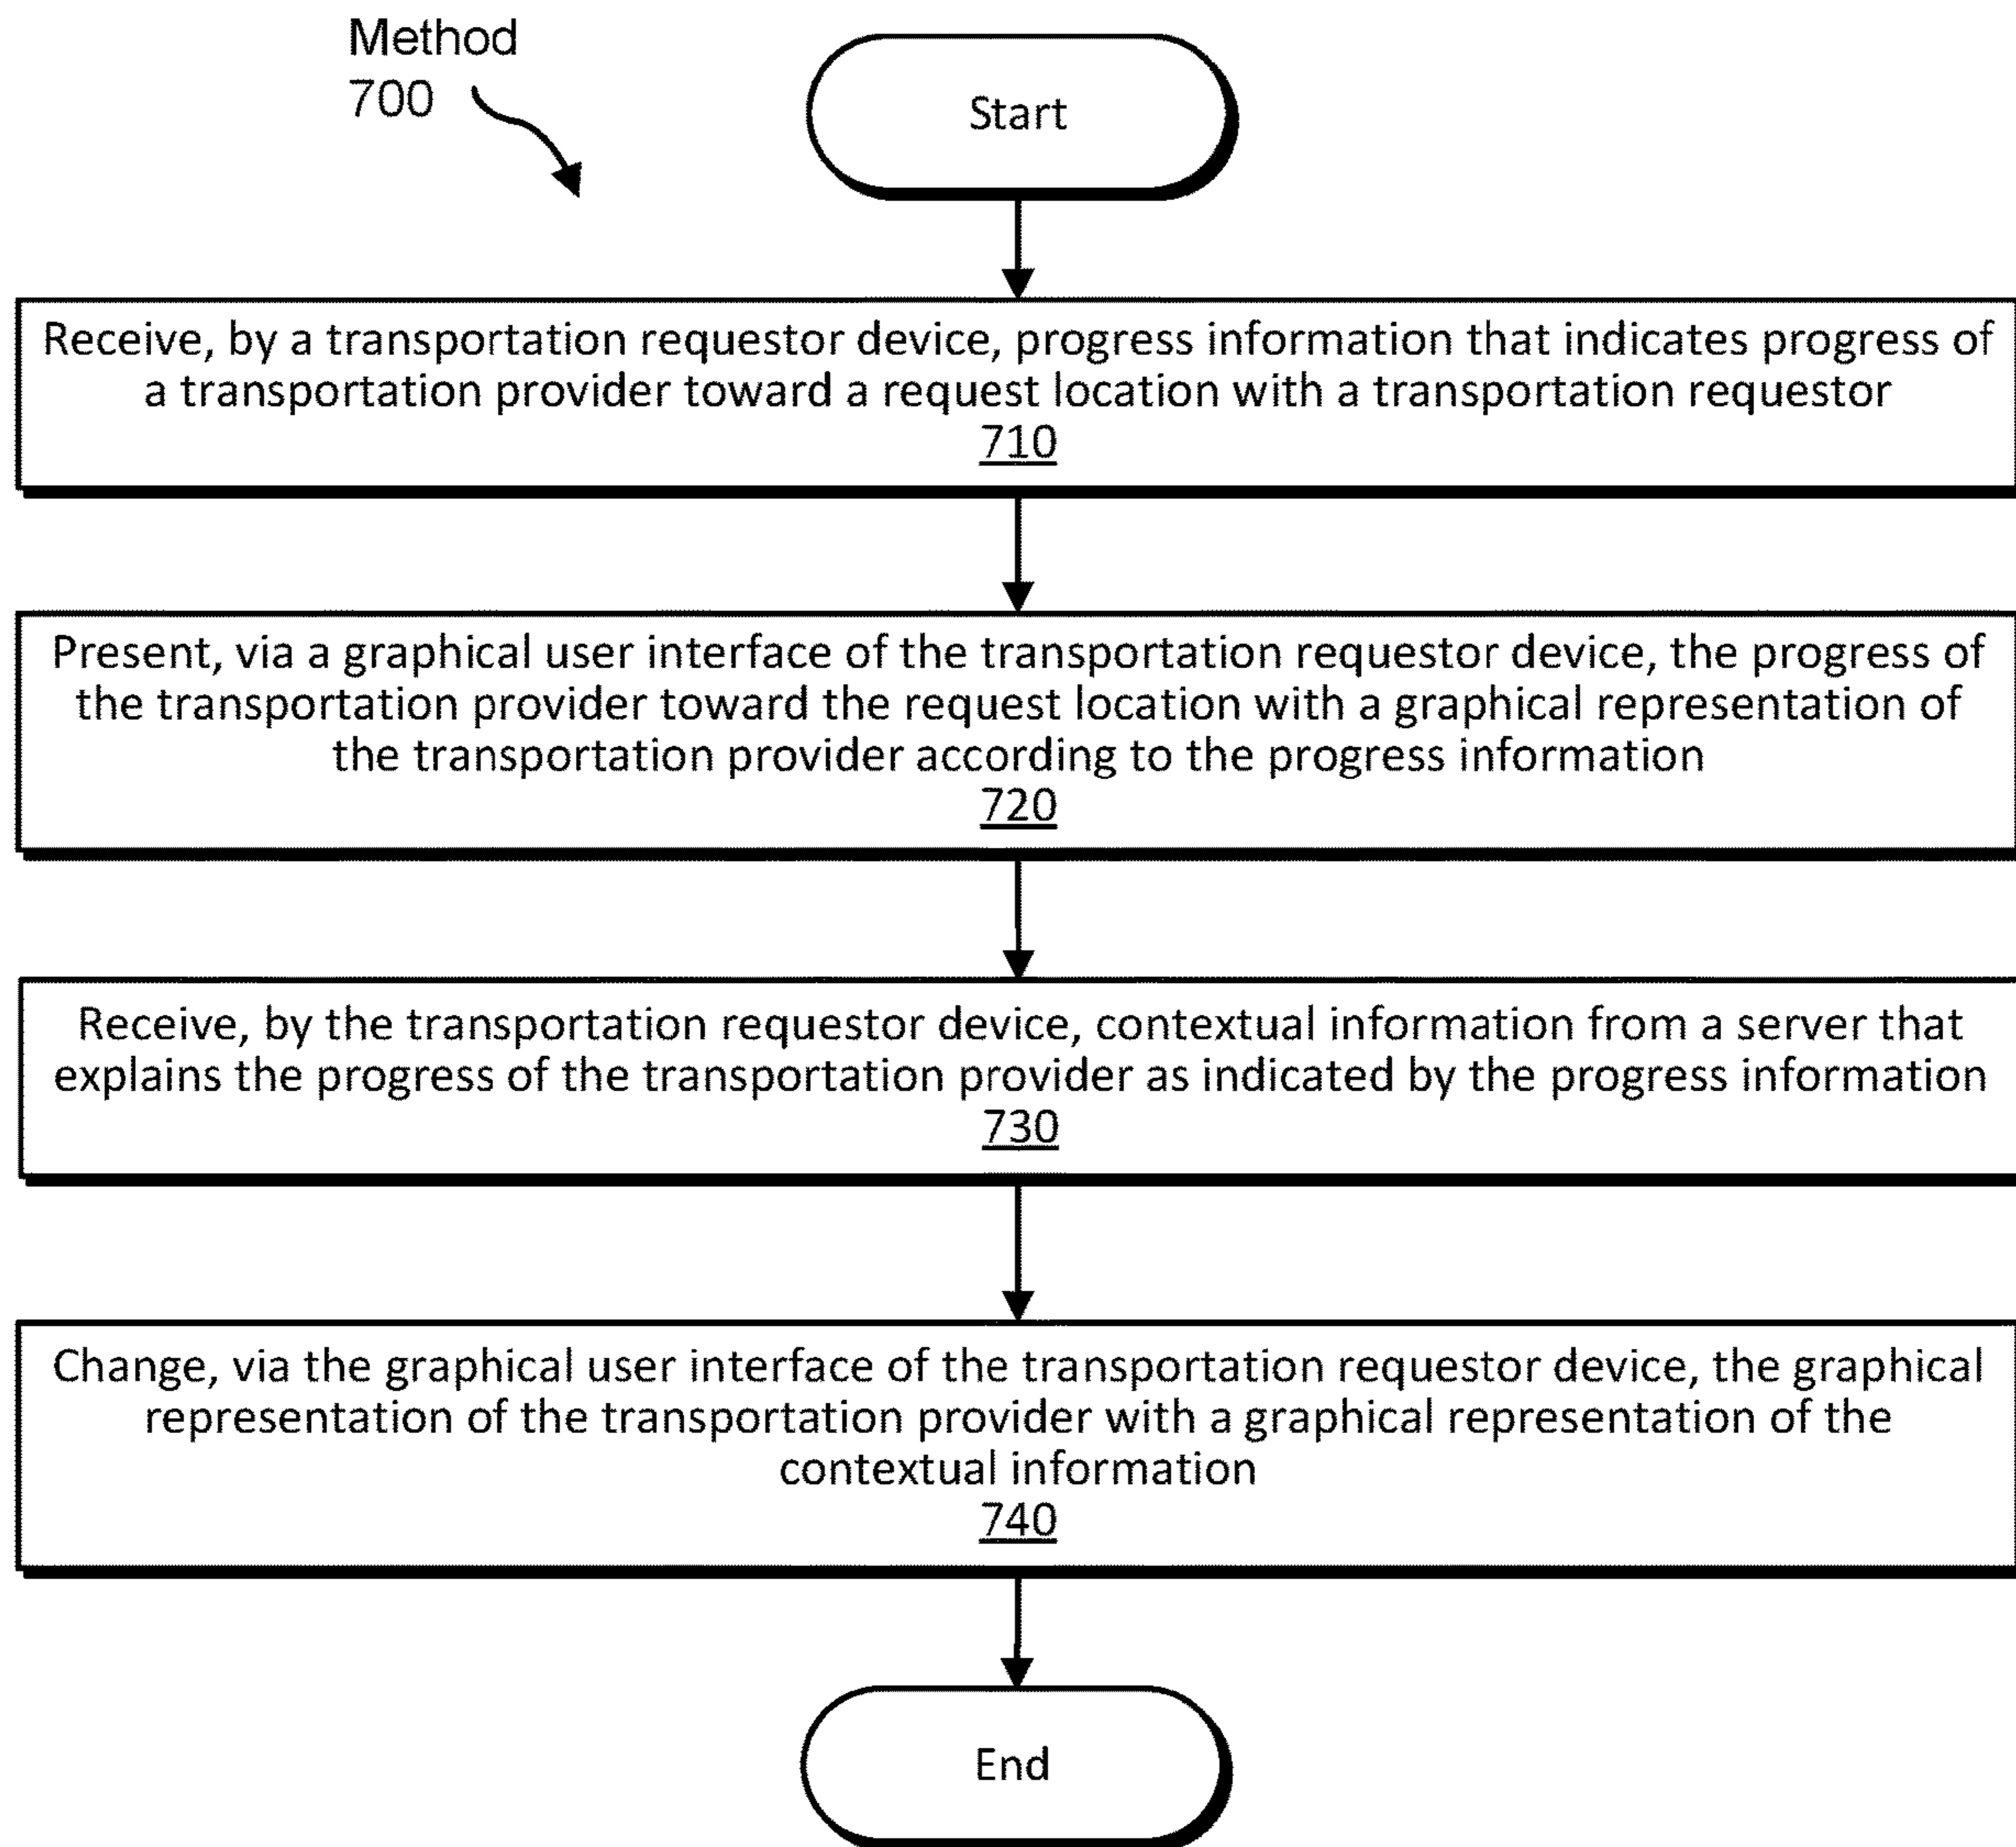 Method
700
Start
Receive, by a transportation requestor device, progress information that indicates progress of
a transportation provider toward a request location with a transportation requestor
710
Present, via a graphical user interface of the transportation requestor device, the progress of
the transportation provider toward the request location with a graphical representation of
the transportation provider according to the progress information
720
Receive, by the transportation requestor device, contextual information from a server that
explains the progress of the transportation provider as indicated by the progress information
730
Change, via the graphical user interface of the transportation requestor device, the graphical
representation of the transportation provider with a graphical representation of the
contextual information
740
End